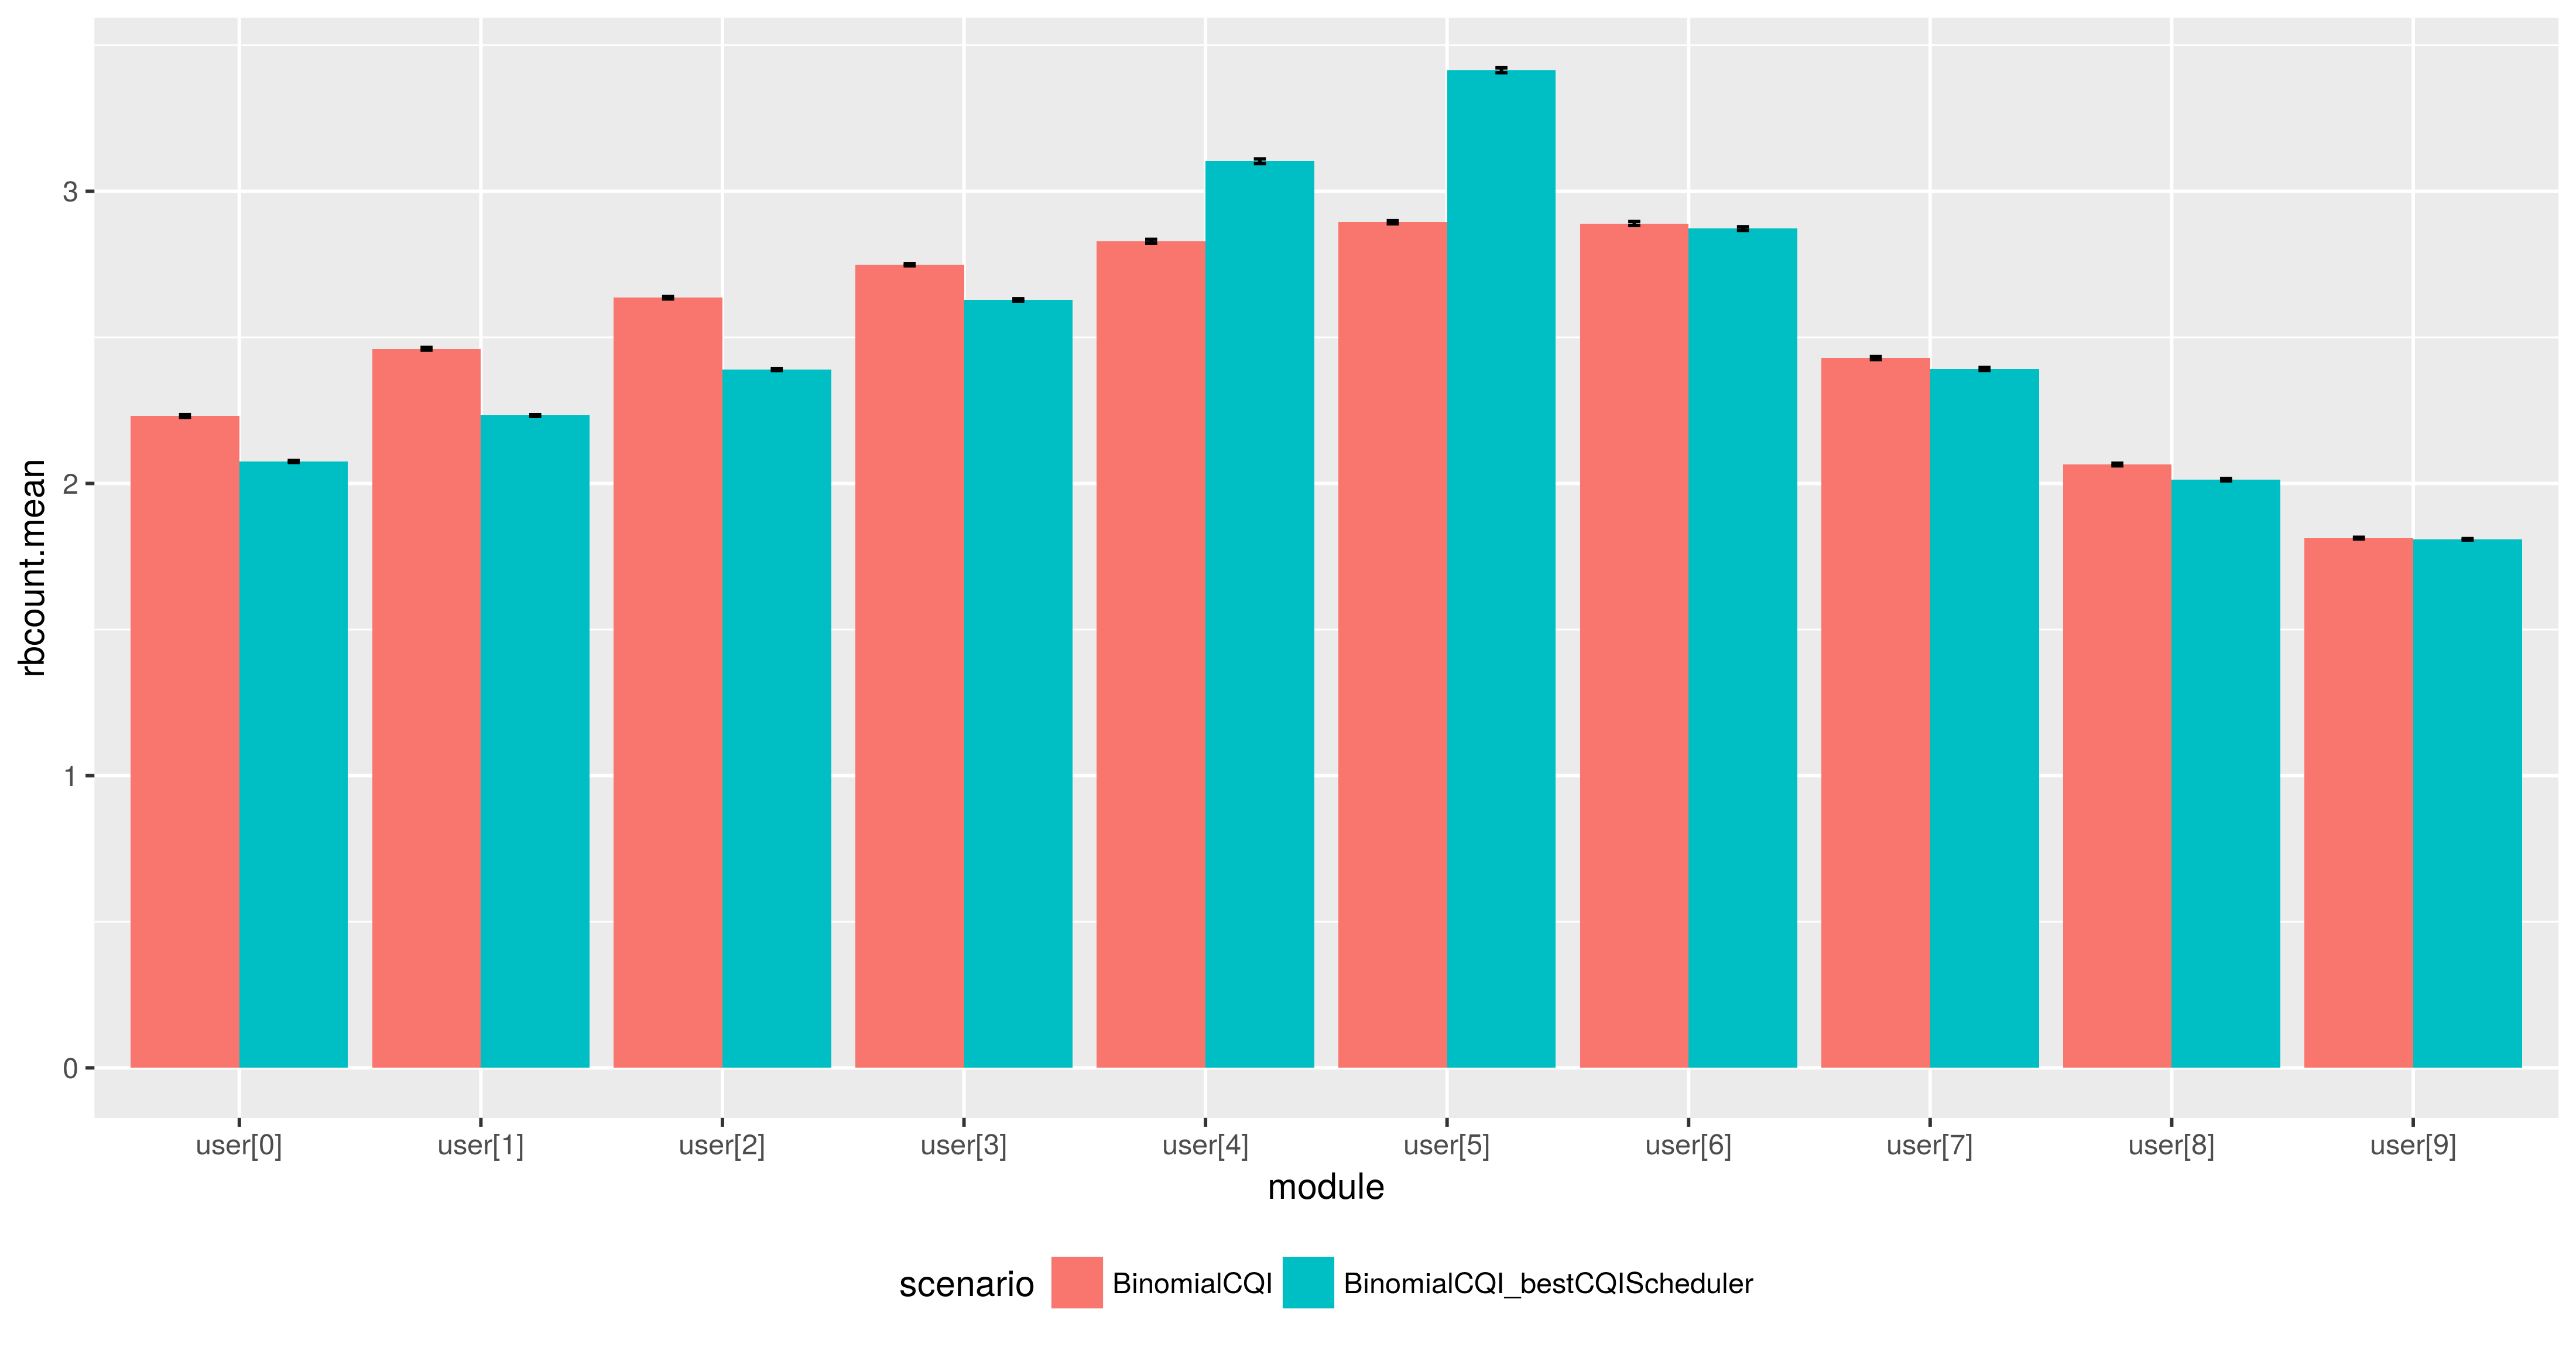 rbcount.mean
3
2
1
0
user[0] user[1] user[2] user[3] user[4] user[5] user[6] user[7] user[8] user[9]
module
scenario BinomialCQI BinomialCQI_bestCQIScheduler